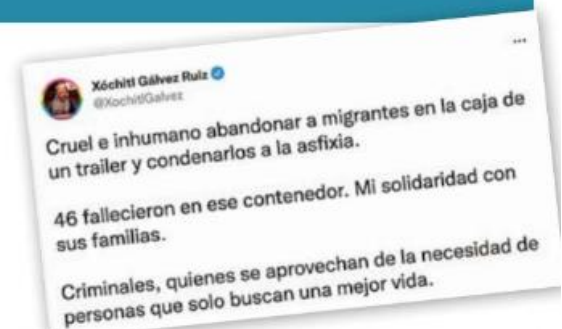 Xóchitl Gálvez Ruiz
@XochitlGalvez
Cruel e inhumano abandonar a migrantes en la caja de
un trailer y condenarlos a la asfixia.
46 fallecieron en ese contenedor. Mi solidaridad con
sus familias.
Criminales, quienes se aprovechan de la necesidad de
personas que solo buscan una mejor vida.